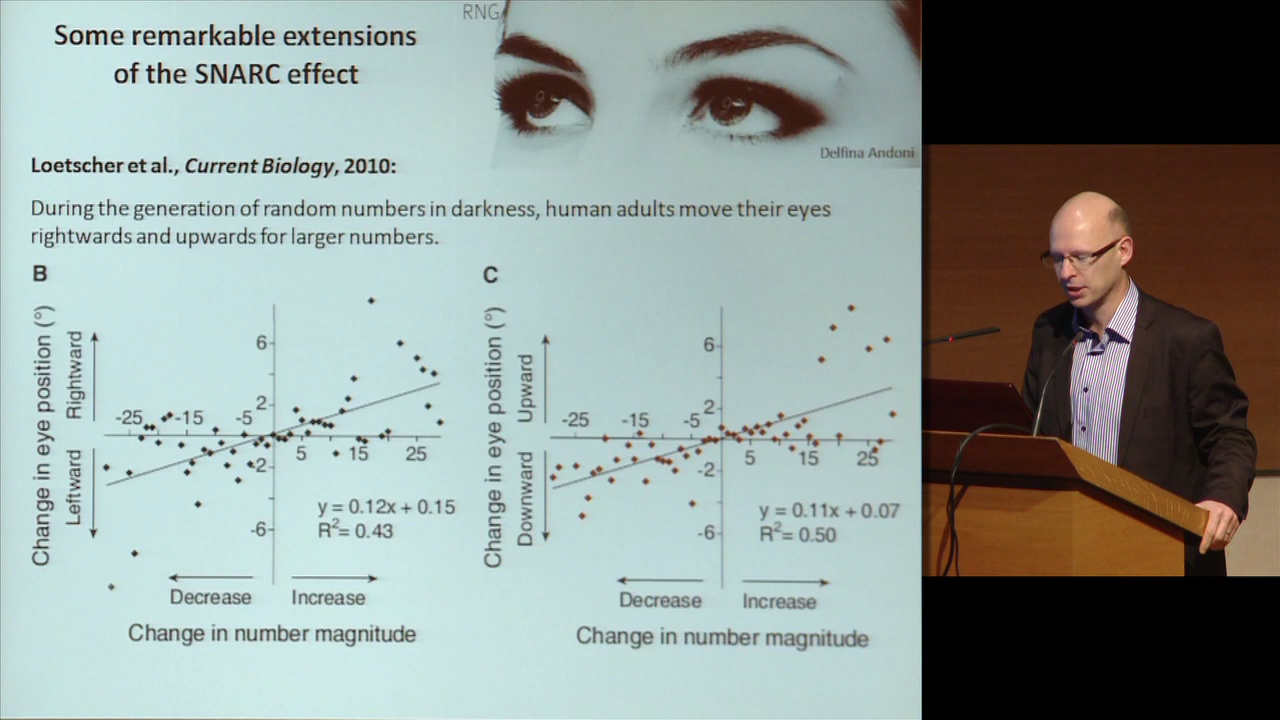 Some remarkable extensions
of the SNARC effect
RNG
Delfina Andoni
Loetscher et al., Current Biology, 2010:
During the generation of random numbers in darkness, human adults move their eyes
rightwards and upwards for larger numbers.
B
Change in eye position (°)
Leftward
Rightward
6
2
-2
-6
-25
-15
-5
5
15
25
y = 0.12x + 0.15
R²= 0.43
Decrease
Increase
Change in number magnitude
C
Change in eye position (°)
Downward
Upward
6
2
-2
-6
-25
-15
-5
5
15
25
y = 0.11x + 0.07
R²= 0.50
Decrease
Increase
Change in number magnitude